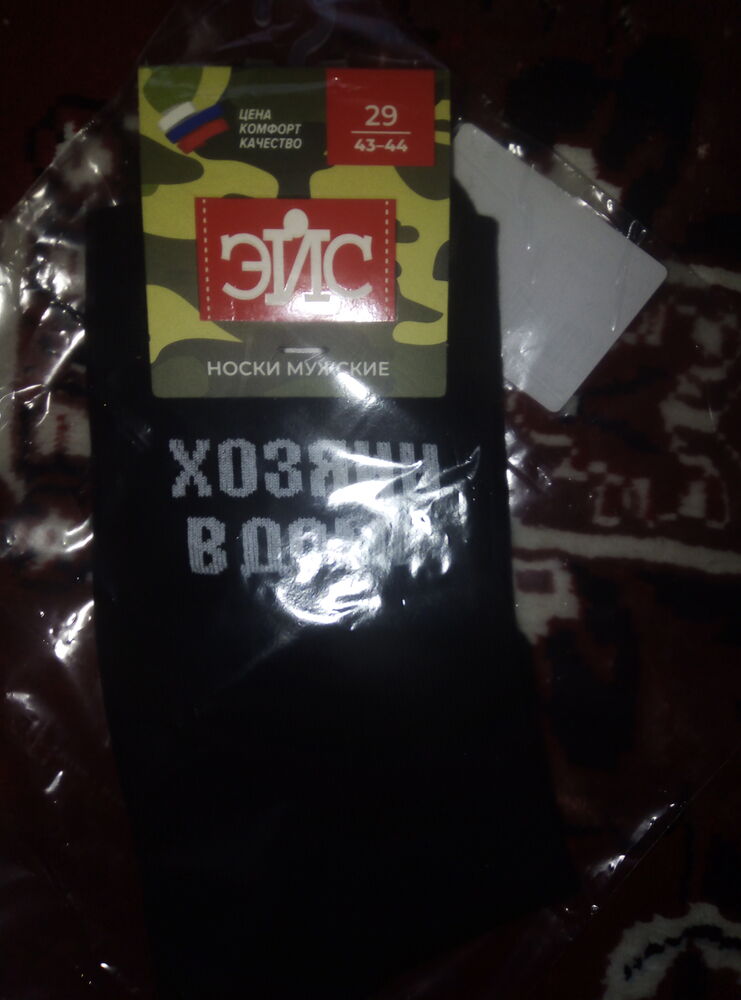 ЦЕНА
КОМФОРТ
КАЧЕСТВО
29
43–44
ЭЙС
НОСКИ МУЖСКИЕ
ХОЗЯИН
В